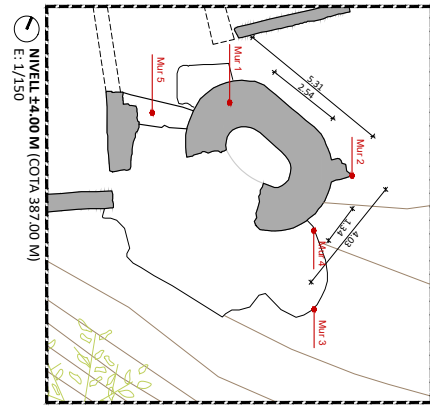 NIVELL ±4.00 M (COTA 387.00 M)
E: 1/150
Mur 5
Mur 1
5.31
2.54
Mur 2
1.34
4.03
Mur 4
Mur 3